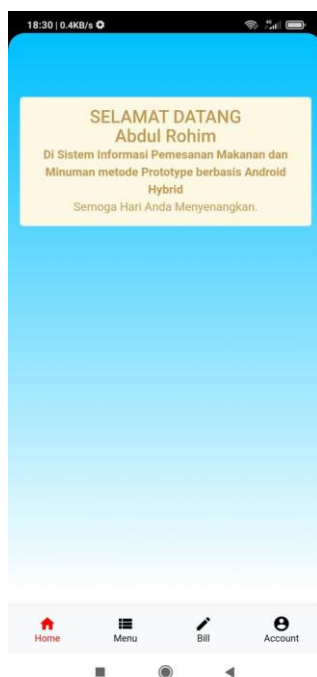 18:30 | 0.4KB/s
SELAMAT DATANG
Abdul Rohim
Di Sistem Informasi Pemesanan Makanan dan
Minuman metode Prototype berbasis Android
Hybrid
Semoga Hari Anda Menyenangkan.
Home Menu Bill Account